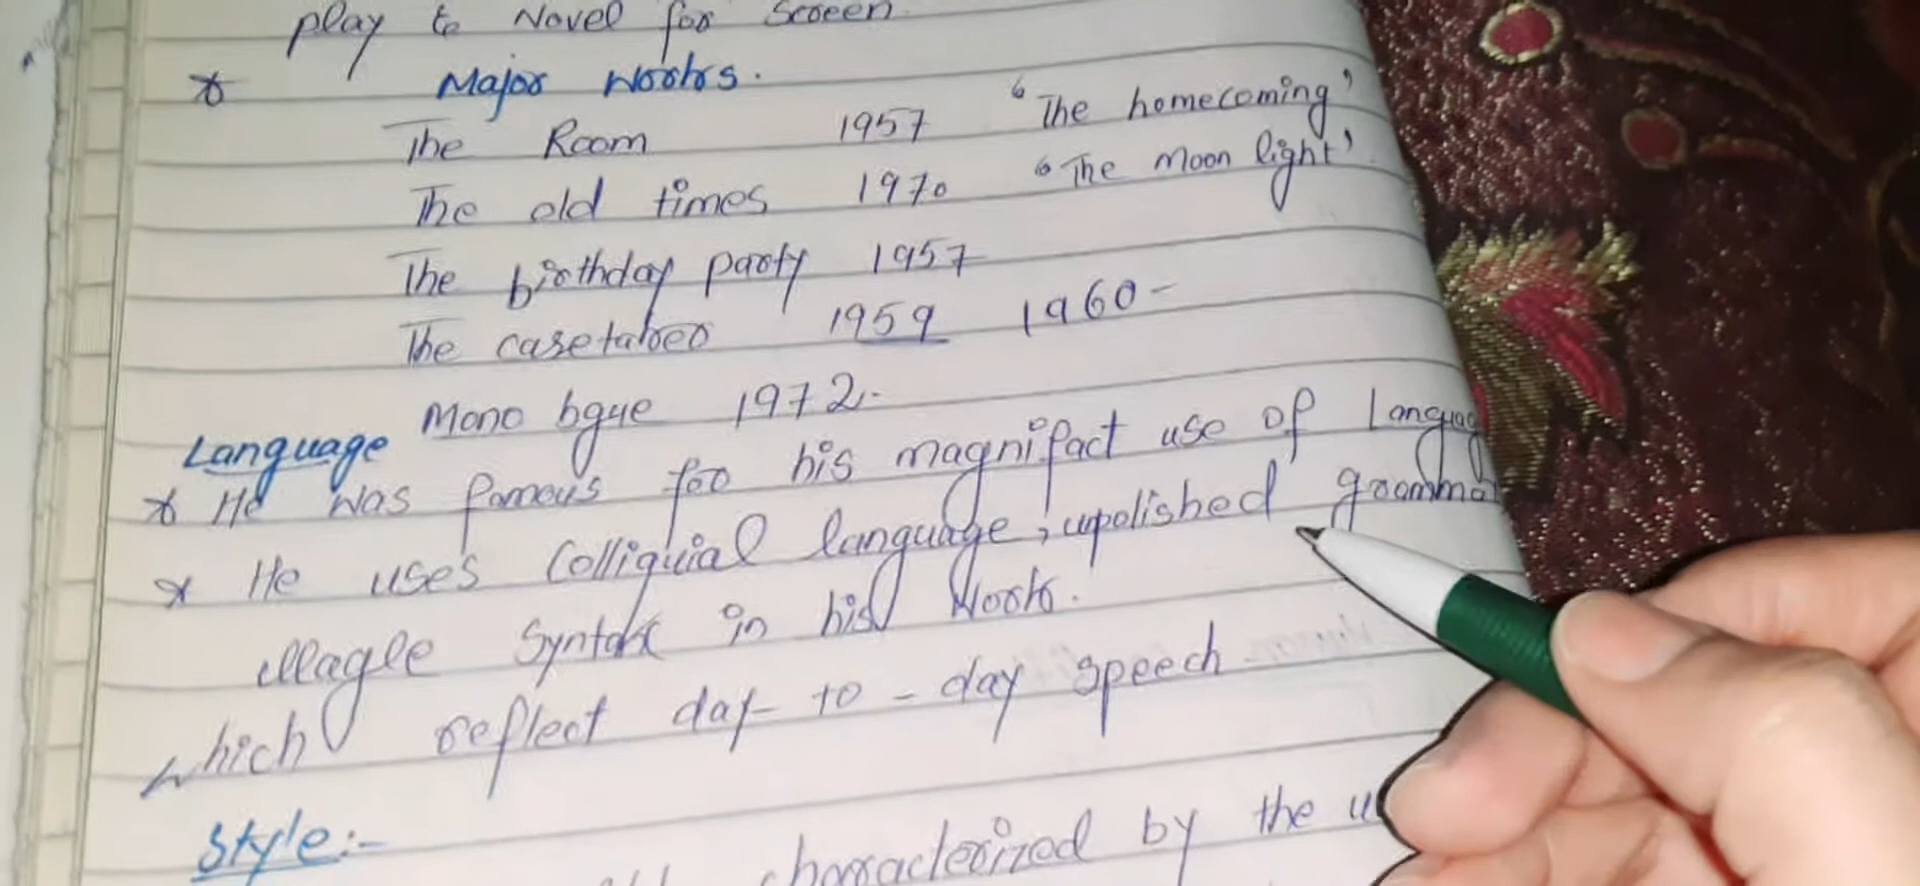 play to Novel for Screen.
Major Works.
The Room 1957 'The homecoming'
The old times 1970 'The Moon light'
The birthday party 1957
The casetaker 1959 1960-
Mono bgue 1972.
Language
* He was famous for his magnifact use of Languag
* He uses Colliquial language, upolished gramma
illagle Syntax in his Work.
which reflect day-to-day speech
Style:-
characterized by the u